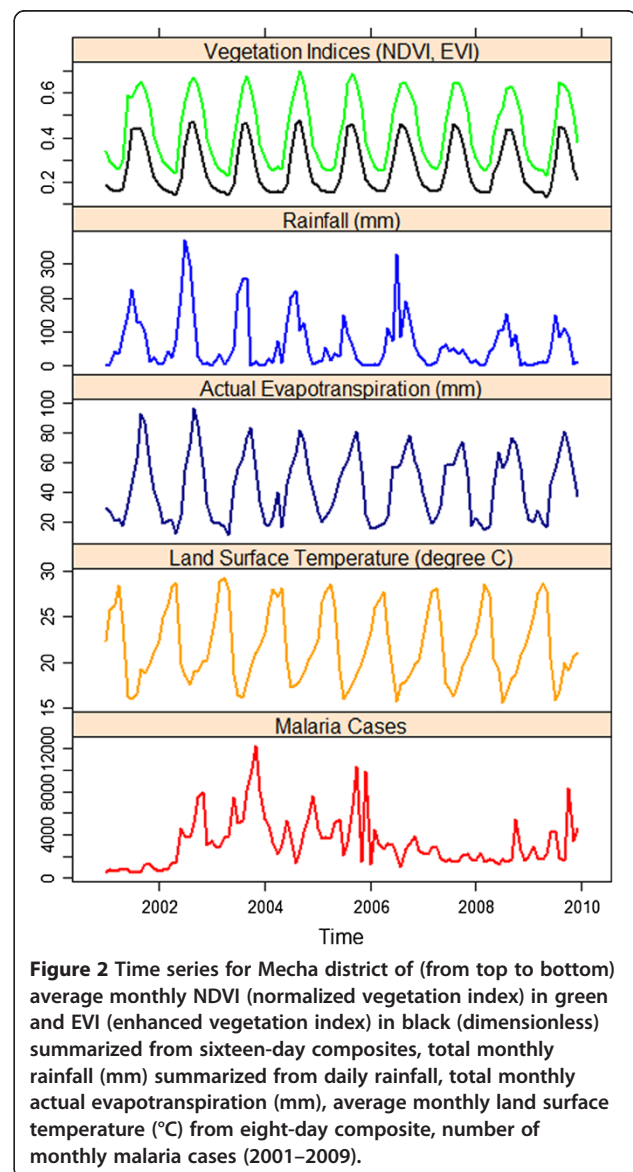 Vegetation Indices (NDVI, EVI)
0.2 0.4 0.6
Rainfall (mm)
0 100 200 300
Actual Evapotranspiration (mm)
20 40 60 80 100
Land Surface Temperature (degree C)
15 20 25 30
Malaria Cases
0 4000 8000 12000
2002 2004 2006 2008 2010
Time
Figure 2 Time series for Mecha district of (from top to bottom)
average monthly NDVI (normalized vegetation index) in green
and EVI (enhanced vegetation index) in black (dimensionless)
summarized from sixteen-day composites, total monthly
rainfall (mm) summarized from daily rainfall, total monthly
actual evapotranspiration (mm), average monthly land surface
temperature (°C) from eight-day composite, number of
monthly malaria cases (2001–2009).